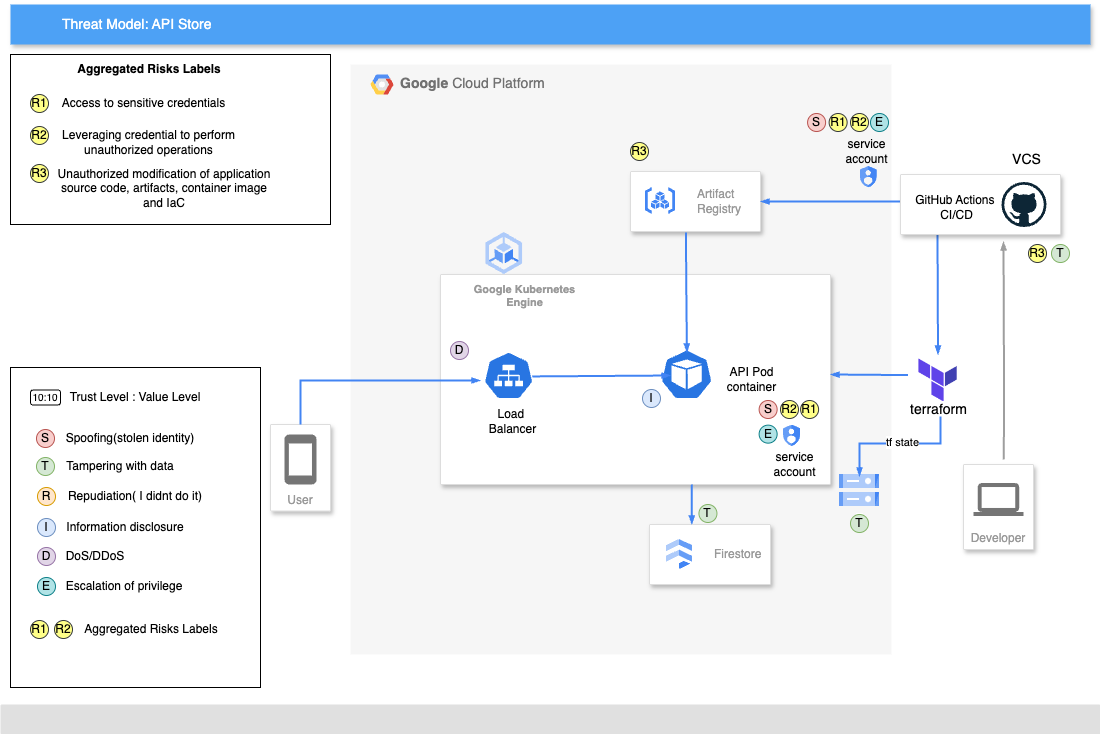 Threat Model: API Store
Aggregated Risks Labels
R1 Access to sensitive credentials
R2 Leveraging credential to perform
unauthorized operations
R3 Unauthorized modification of application
source code, artifacts, container image
and IaC
Google Cloud Platform
S R1 R2 E
service
account
R3
Artifact
Registry
VCS
GitHub Actions
CI/CD
R3 T
Google Kubernetes
Engine
D
Load
Balancer
I
API Pod
container
S R2 R1
E
service
account
terraform
tf state
T
User
T
Firestore
Developer
10:10 Trust Level : Value Level
S Spoofing(stolen identity)
T Tampering with data
R Repudiation( I didnt do it)
I Information disclosure
D DoS/DDoS
E Escalation of privilege
R1 R2 Aggregated Risks Labels